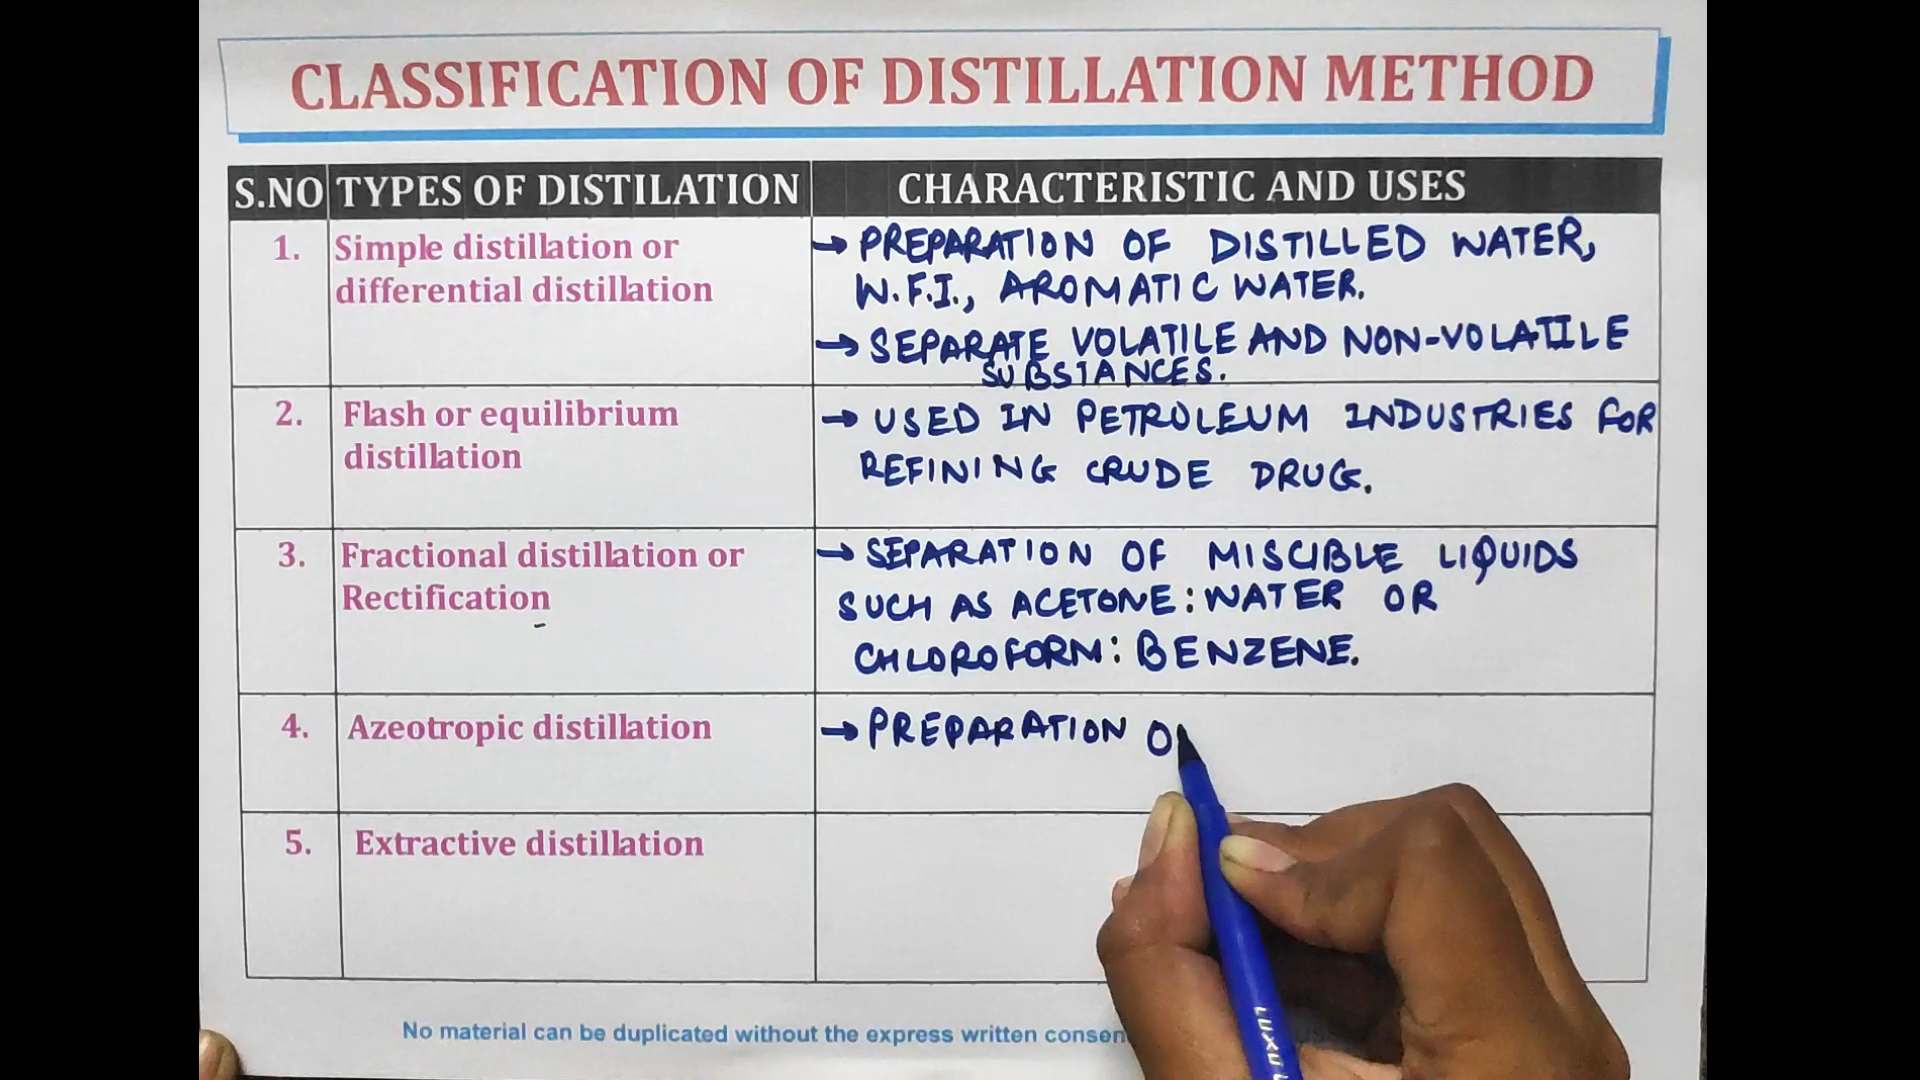 CLASSIFICATION OF DISTILLATION METHOD
S.NO TYPES OF DISTILATION CHARACTERISTIC AND USES
1. Simple distillation or
differential distillation
→ PREPARATION OF DISTILLED WATER,
W.F.I., AROMATIC WATER.
→ SEPARATE VOLATILE AND NON-VOLATILE
SUBSTANCES.
2. Flash or equilibrium
distillation
→ USED IN PETROLEUM INDUSTRIES FOR
REFINING CRUDE DRUG.
3. Fractional distillation or
Rectification
→ SEPARATION OF MISCIBLE LIQUIDS
SUCH AS ACETONE: WATER OR
CHLOROFORM: BENZENE.
4. Azeotropic distillation
→ PREPARATION
5. Extractive distillation
No material can be duplicated without the express written